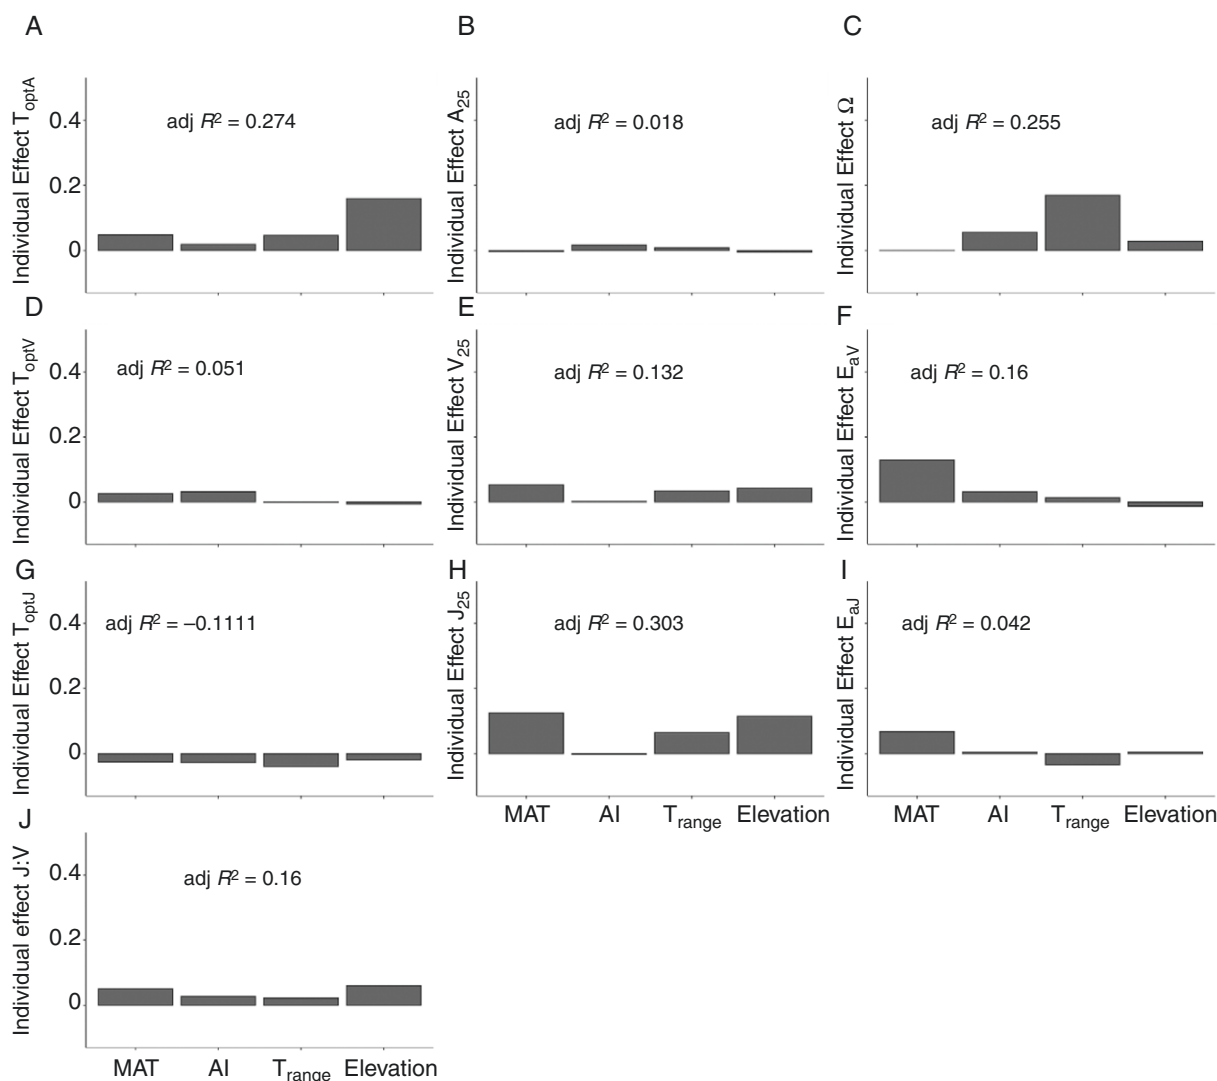 A
B
C
Individual Effect ToptA
0.4
0.2
0
adj R² = 0.274
Individual Effect A25
adj R² = 0.018
Individual Effect Ω
adj R² = 0.255
D
E
F
Individual Effect ToptV
0.4
0.2
0
adj R² = 0.051
Individual Effect V25
adj R² = 0.132
Individual Effect EaV
adj R² = 0.16
G
H
I
Individual Effect ToptJ
0.4
0.2
0
adj R² = –0.1111
Individual Effect J25
adj R² = 0.303
MAT AI Trange Elevation
Individual Effect EaJ
adj R² = 0.042
MAT AI Trange Elevation
J
Individual effect J:V
0.4
0.2
0
adj R² = 0.16
MAT AI Trange Elevation